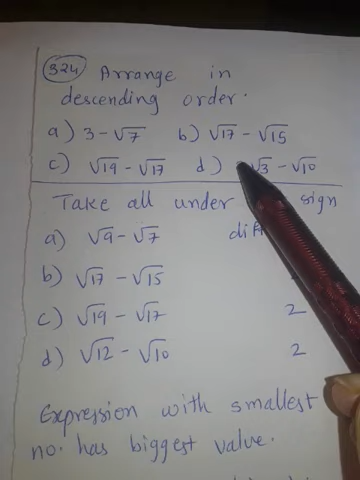 324 Arrange in
descending order.
a) 3 - √7 b) √17 - √15
c) √19 - √17 d) √3 - √10
Take all under sign
a) √9 - √7
b) √17 - √15
c) √19 - √17 2
d) √12 - √10 2
Expression with smallest
no. has biggest value.